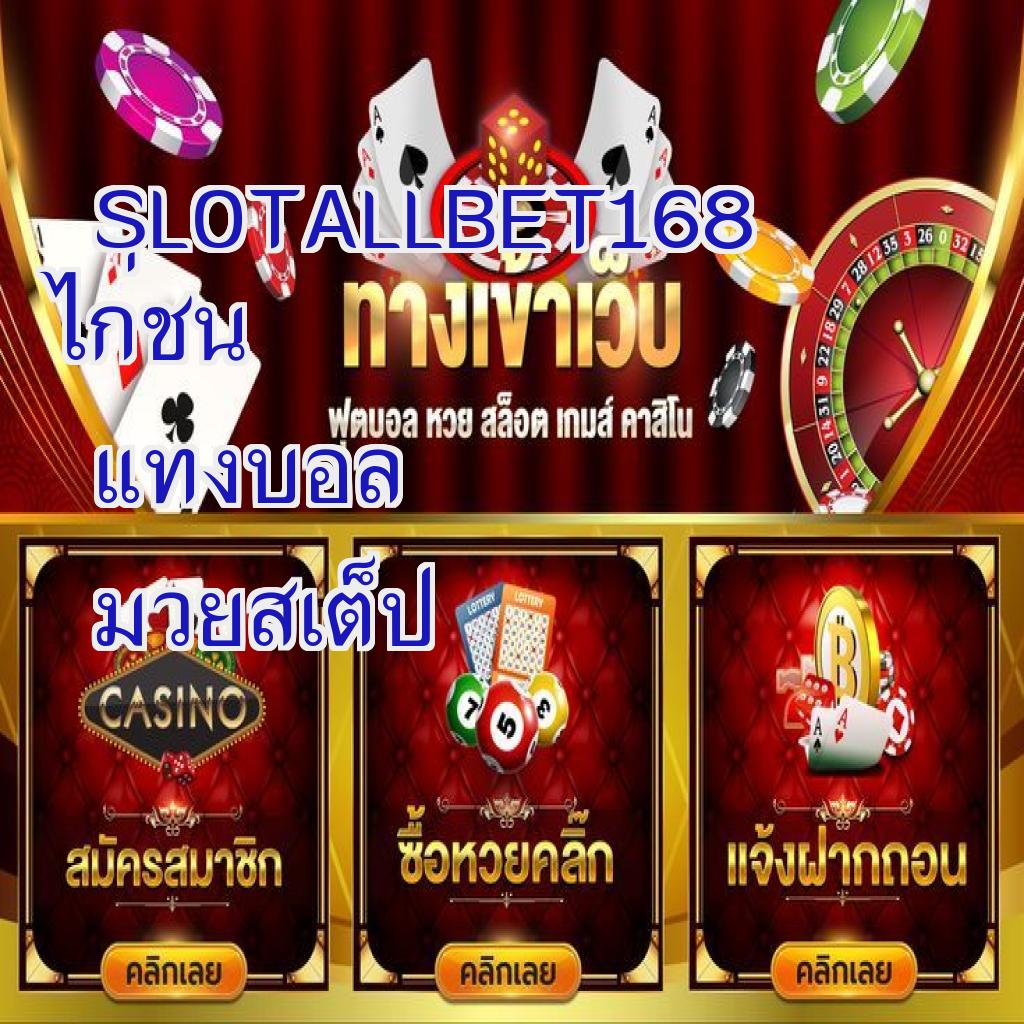 SLOTALLBET168
ทางเข้าเว็บ
ไก่ชน
ฟุตบอล หวย สล็อต เกมส์ คาสิโน
แทงบอล
มวยสเต็ป
LOTTERY LOTTERY
CASINO
สมัครสมาชิก
ซื้อหวยคลิ๊ก
แจ้งฝากถอน
คลิกเลย
คลิกเลย
คลิกเลย